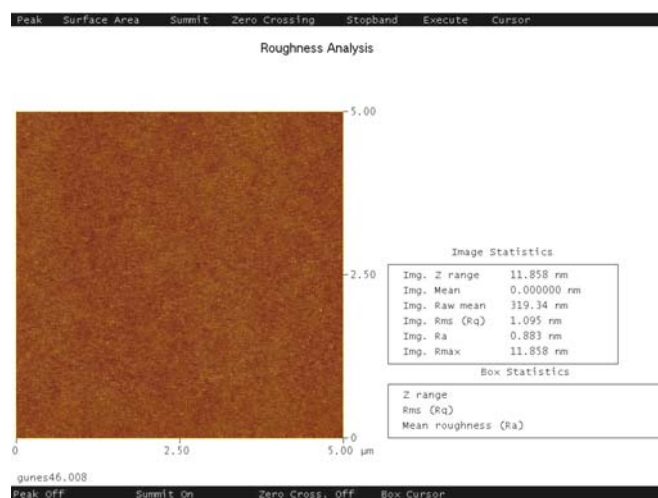 Peak Surface Area Summit Zero Crossing Stopband Execute Cursor
Roughness Analysis
5.00
2.50
0
0 2.50 5.00 µm
Image Statistics
Img. Z range 11.858 nm
Img. Mean 0.000000 nm
Img. Raw mean 319.34 nm
Img. Rms (Rq) 1.095 nm
Img. Ra 0.883 nm
Img. Rmax 11.858 nm
Box Statistics
Z range
Rms (Rq)
Mean roughness (Ra)
gunes46.008
Peak Off Summit On Zero Cross. Off Box Cursor